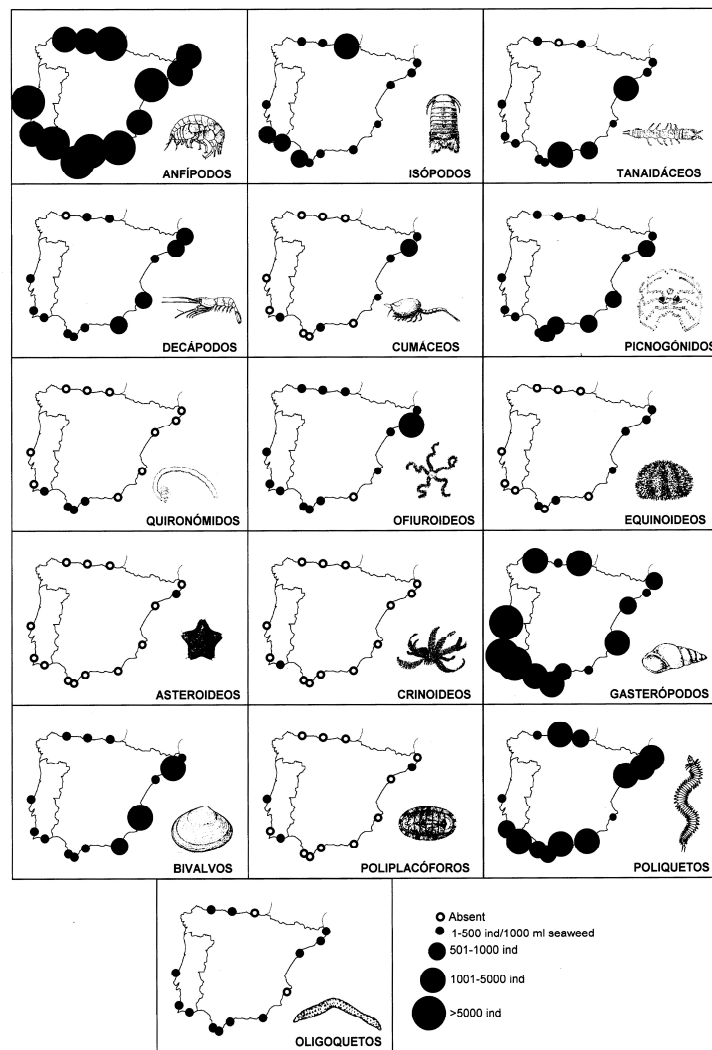 ANFÍPODOS
ISÓPODOS
TANAIDÁCEOS
DECÁPODOS
CUMÁCEOS
PICNOGÓNIDOS
QUIRONÓMIDOS
OFIUROIDEOS
EQUINOIDEOS
ASTEROIDEOS
CRINOIDEOS
GASTERÓPODOS
BIVALVOS
POLIPLACÓFOROS
POLIQUETOS
OLIGOQUETOS
Absent
1-500 ind/1000 ml seaweed
501-1000 ind
1001-5000 ind
>5000 ind